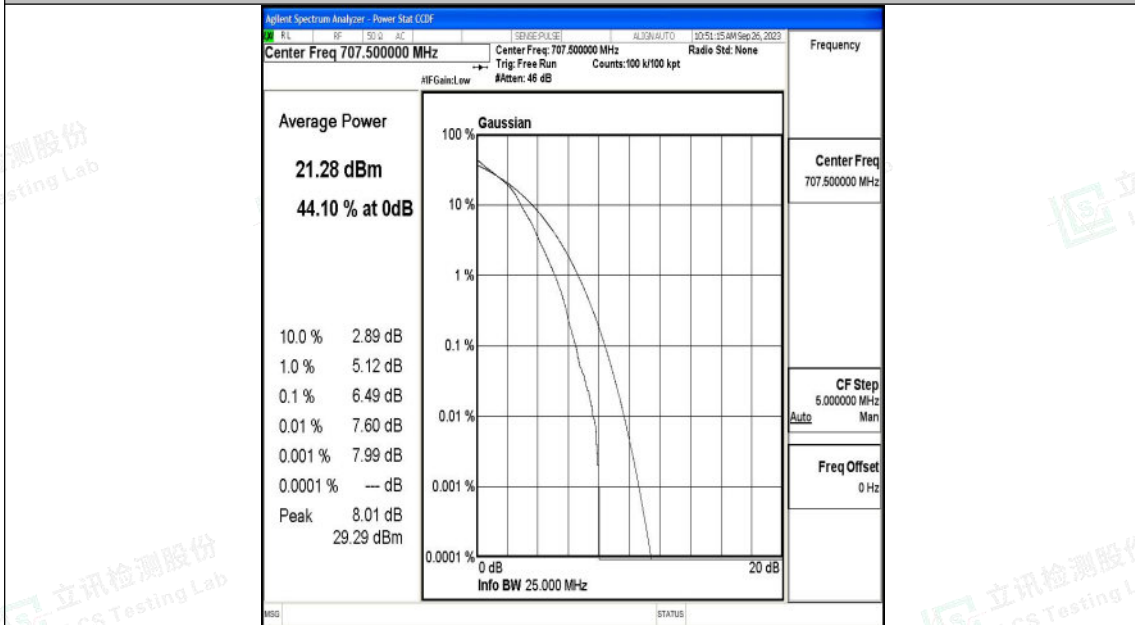 Agilent Spectrum Analyzer - Power Stat CCDF
RL RF 50 Ω AC SENSE:PULSE ALIGNAUTO 10:51:15 AM Sep 26, 2023
Center Freq 707.500000 MHz
Center Freq: 707.500000 MHz Radio Std: None
Trig: Free Run Counts:100 k/100 kpt
#IFGain:Low #Atten: 46 dB
Frequency
Average Power
21.28 dBm
44.10 % at 0dB
10.0 % 2.89 dB
1.0 % 5.12 dB
0.1 % 6.49 dB
0.01 % 7.60 dB
0.001 % 7.99 dB
0.0001 % --- dB
Peak 8.01 dB
29.29 dBm
Gaussian
100 %
10 %
1 %
0.1 %
0.01 %
0.001 %
0.0001 %
0 dB 20 dB
Info BW 25.000 MHz
Center Freq
707.500000 MHz
CF Step
5.000000 MHz
Auto Man
Freq Offset
0 Hz
MSG STATUS
立讯检测股份
CS Testing Lab